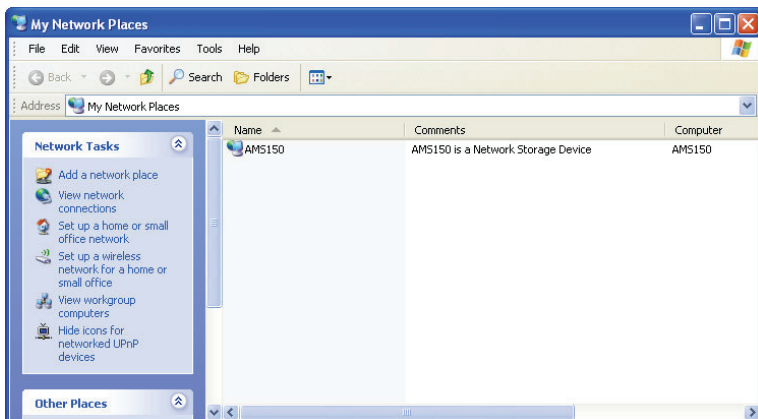 My Network Places
File Edit View Favorites Tools Help
Back Search Folders
Address My Network Places
Network Tasks
Add a network place
View network
connections
Set up a home or small
office network
Set up a wireless
network for a home or
small office
View workgroup
computers
Hide icons for
networked UPnP
devices
Other Places
Name Comments Computer
AMS150 AMS150 is a Network Storage Device AMS150